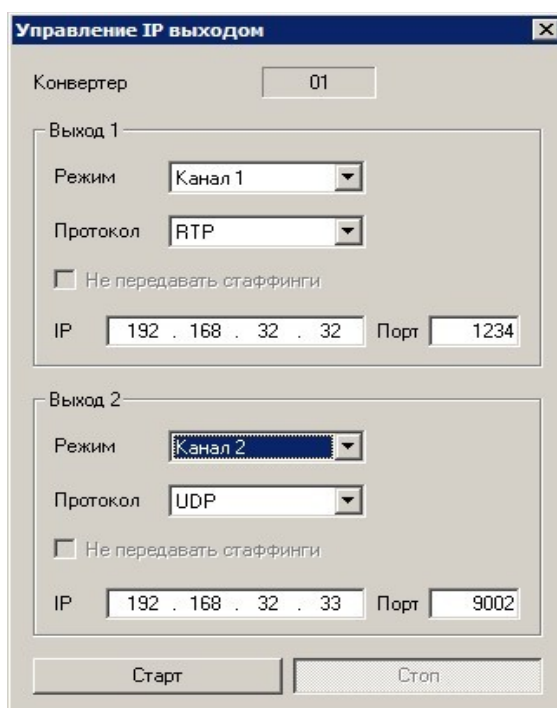 Управление IP выходом
Конвертер 01
Выход 1
Режим Канал 1
Протокол RTP
Не передавать стаффинги
IP 192 . 168 . 32 . 32 Порт 1234
Выход 2
Режим Канал 2
Протокол UDP
Не передавать стаффинги
IP 192 . 168 . 32 . 33 Порт 9002
Старт Стоп